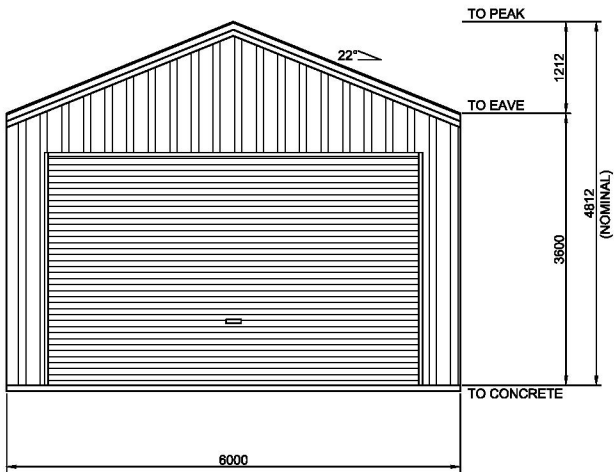 TO PEAK
22°
1212
TO EAVE
4812
(NOMINAL)
3600
TO CONCRETE
6000